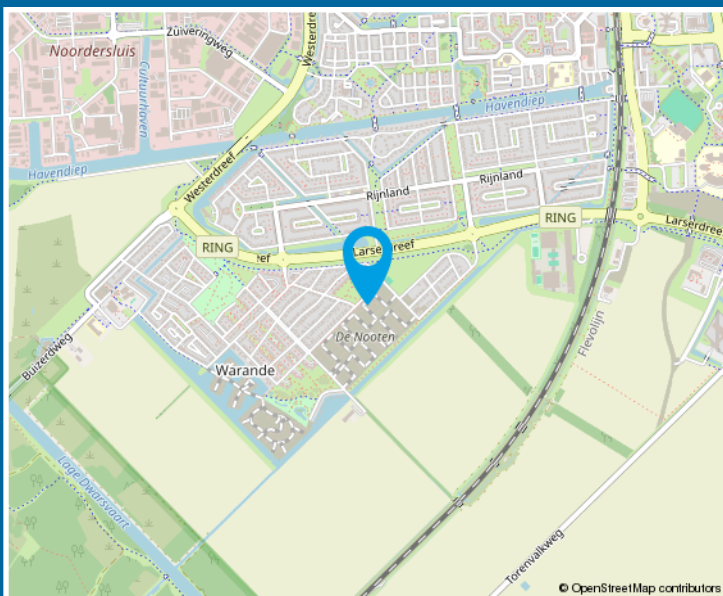 Noordersluis
Zuiveringweg
Cultuurhaven
Westerdreef
Havendiep
Havendiep
Westerdreef
Rijnland
Rijnland
RING
RING
Larserdreef
eef
Larserdreef
De Nooten
Flevolijn
Buizerdweg
Warande
Lage Dwarsvaart
Torenvalkweg
© OpenStreetMap contributors